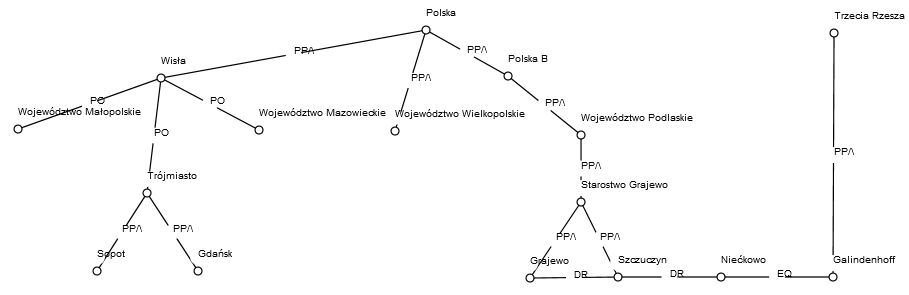 Polska
Trzecia Rzesza
PP/\
PP/\
Wisła
Polska B
PP/\
PO
PO
PP/\
Województwo Małopolskie
Województwo Mazowieckie
Województwo Wielkopolskie
Województwo Podlaskie
PO
PP/\
PP/\
Trójmiasto
Starostwo Grajewo
PP/\
PP/\
PP/\
PP/\
Sopot
Gdańsk
Grajewo
Szczuczyn
Niećkowo
Galindenhoff
DR
DR
EQ